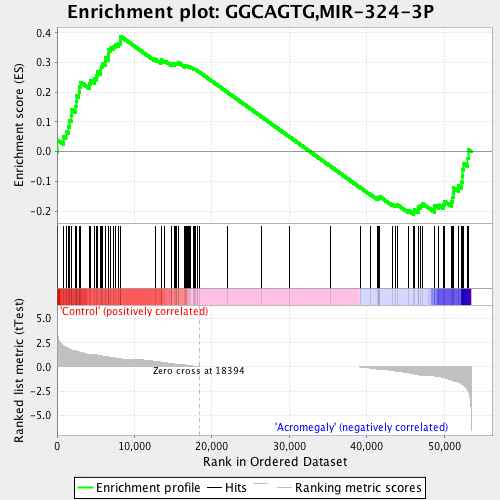 Enrichment plot: GGCAGTG,MIR-324-3P
Enrichment score (ES)
0.4
0.3
0.2
0.1
0.0
-0.1
-0.2
'Control' (positively correlated)
Ranked list metric (tTest)
5.0
2.5
0.0
-2.5
-5.0
Zero cross at 18394
'Acromegaly' (negatively correlated)
0 10,000 20,000 30,000 40,000 50,000
Rank in Ordered Dataset
Enrichment profile Hits Ranking metric scores